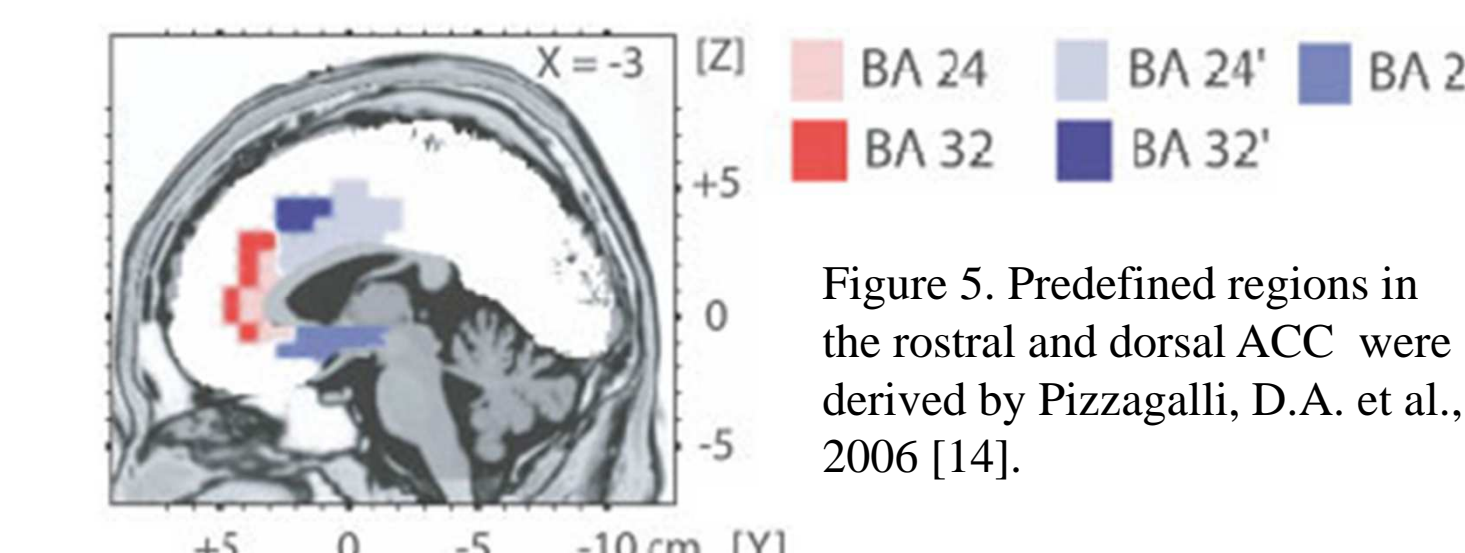 X = -3 [Z]
BA 24 BA 24' BA 2
BA 32 BA 32'
+5
0
-5
+5 0 -5 -10 cm [Y]
Figure 5. Predefined regions in
the rostral and dorsal ACC were
derived by Pizzagalli, D.A. et al.,
2006 [14].